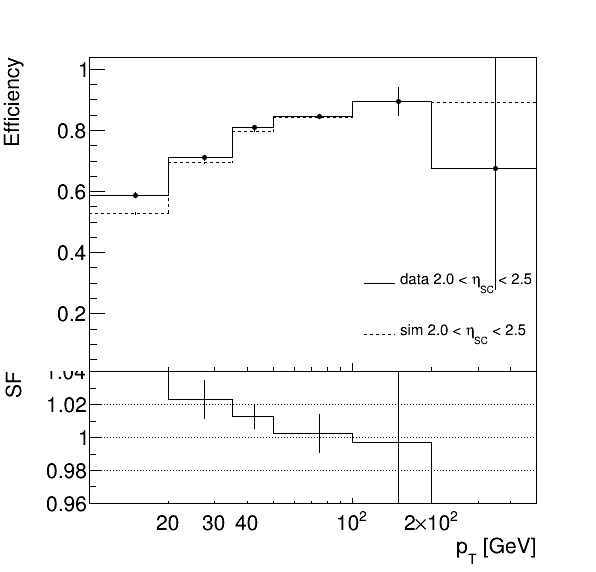 Efficiency
1
0.8
0.6
0.4
0.2
data 2.0 < η_SC < 2.5
sim 2.0 < η_SC < 2.5
SF
1.04
1.02
1
0.98
0.96
20 30 40 10² 2×10²
p_T [GeV]